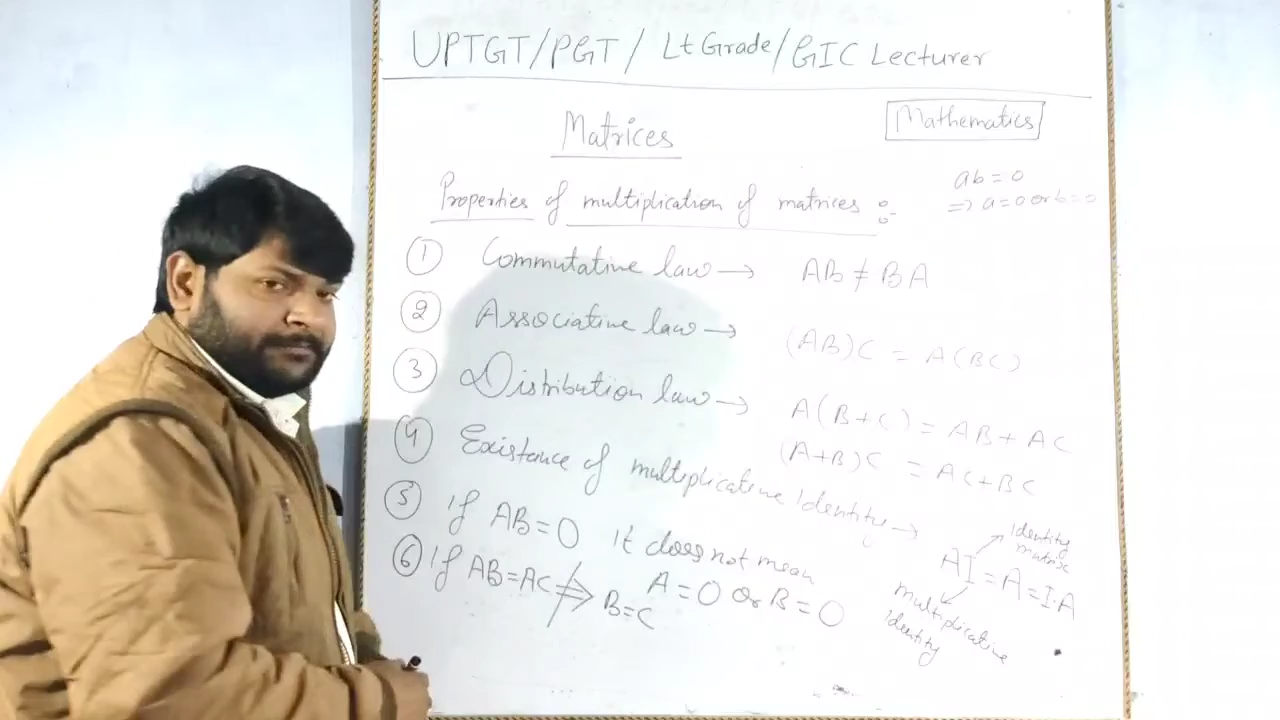 UPTGT/PGT/ Lt Grade/GIC Lecturer
Mathematics
Matrices
ab = 0
⇒ a=0 or b=0
Properties of multiplication of matrices :-
① Commutative law → AB ≠ BA
② Associative law → (AB)C = A(BC)
③ Distribution law → A(B+C) = AB + AC
(A+B)C = AC+BC
④ Existance of multiplicative Identity → AI = A = I·A
Identity matrix
multiplicative identity
⑤ If AB=0 It does not mean
A=0 or B=0
⑥ If AB=AC ⇏ B=C